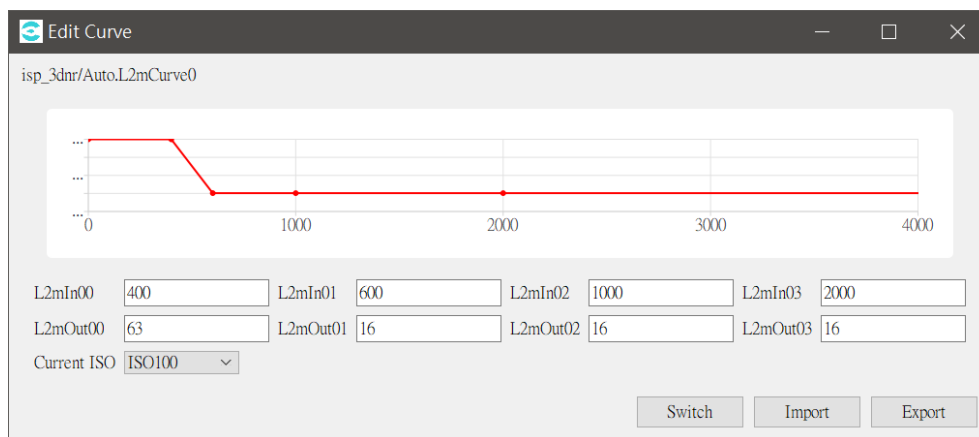 Edit Curve
isp_3dnr/Auto.L2mCurve0
...
...
...
0 1000 2000 3000 4000
L2mIn00 400 L2mIn01 600 L2mIn02 1000 L2mIn03 2000
L2mOut00 63 L2mOut01 16 L2mOut02 16 L2mOut03 16
Current ISO ISO100
Switch Import Export